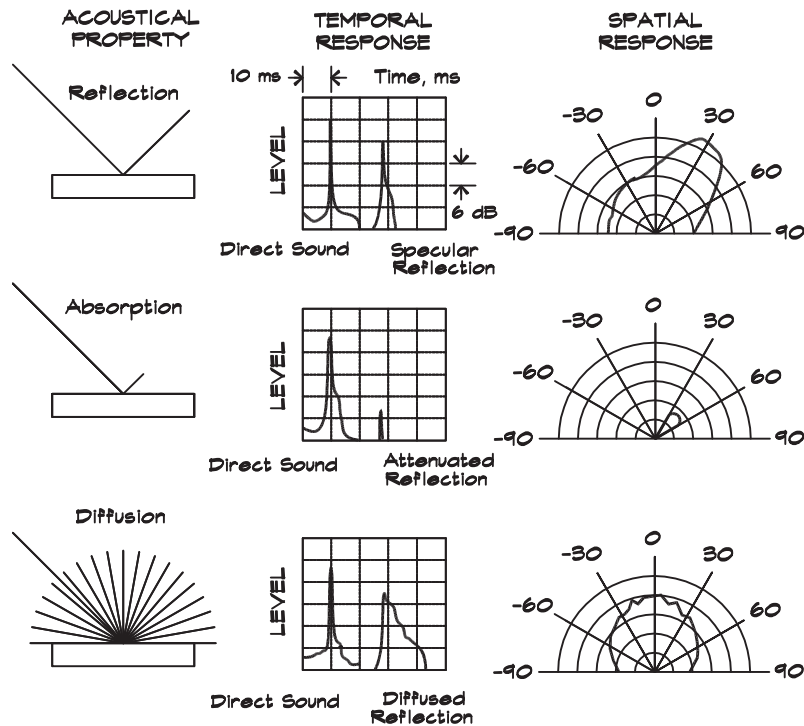 ACOUSTICAL
PROPERTY
TEMPORAL
RESPONSE
SPATIAL
RESPONSE
Reflection
10 ms
Time, ms
LEVEL
6 dB
Direct Sound
Specular
Reflection
-90
-60
-30
0
30
60
90
Absorption
LEVEL
Direct Sound
Attenuated
Reflection
-90
-60
-30
0
30
60
90
Diffusion
LEVEL
Direct Sound
Diffused
Reflection
-90
-60
-30
0
30
60
90